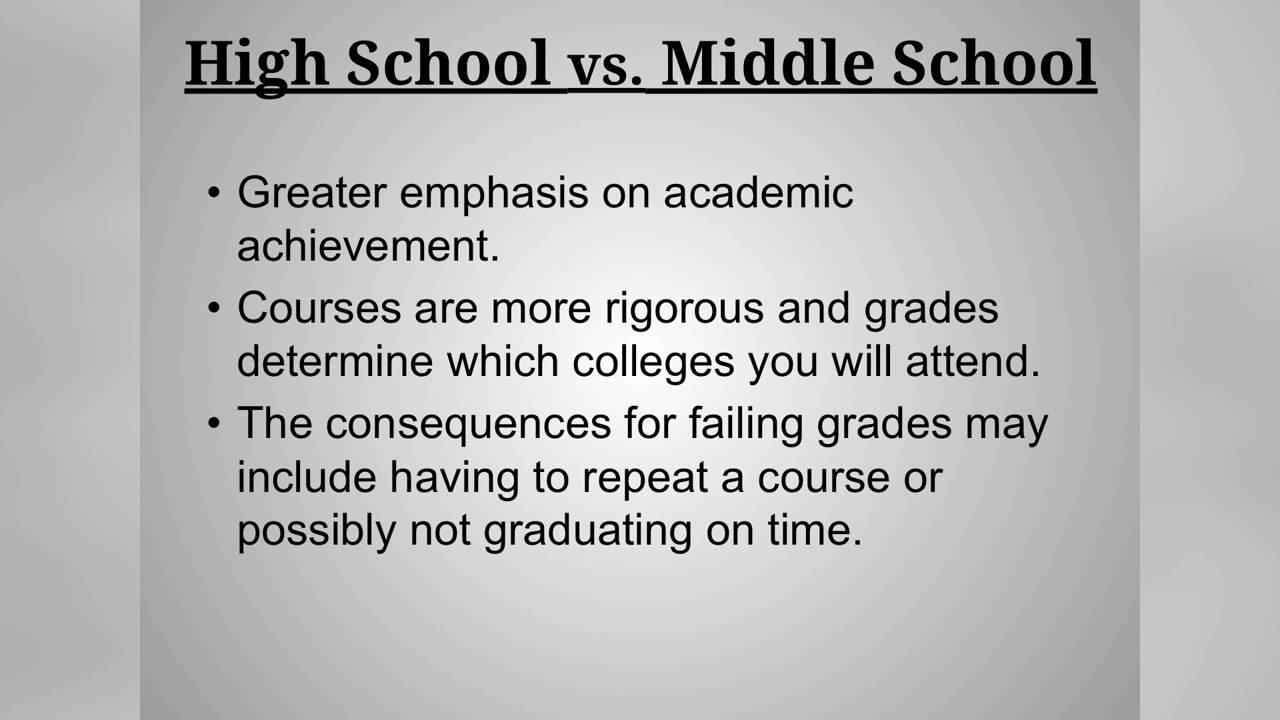 High School vs. Middle School
• Greater emphasis on academic
achievement.
• Courses are more rigorous and grades
determine which colleges you will attend.
• The consequences for failing grades may
include having to repeat a course or
possibly not graduating on time.